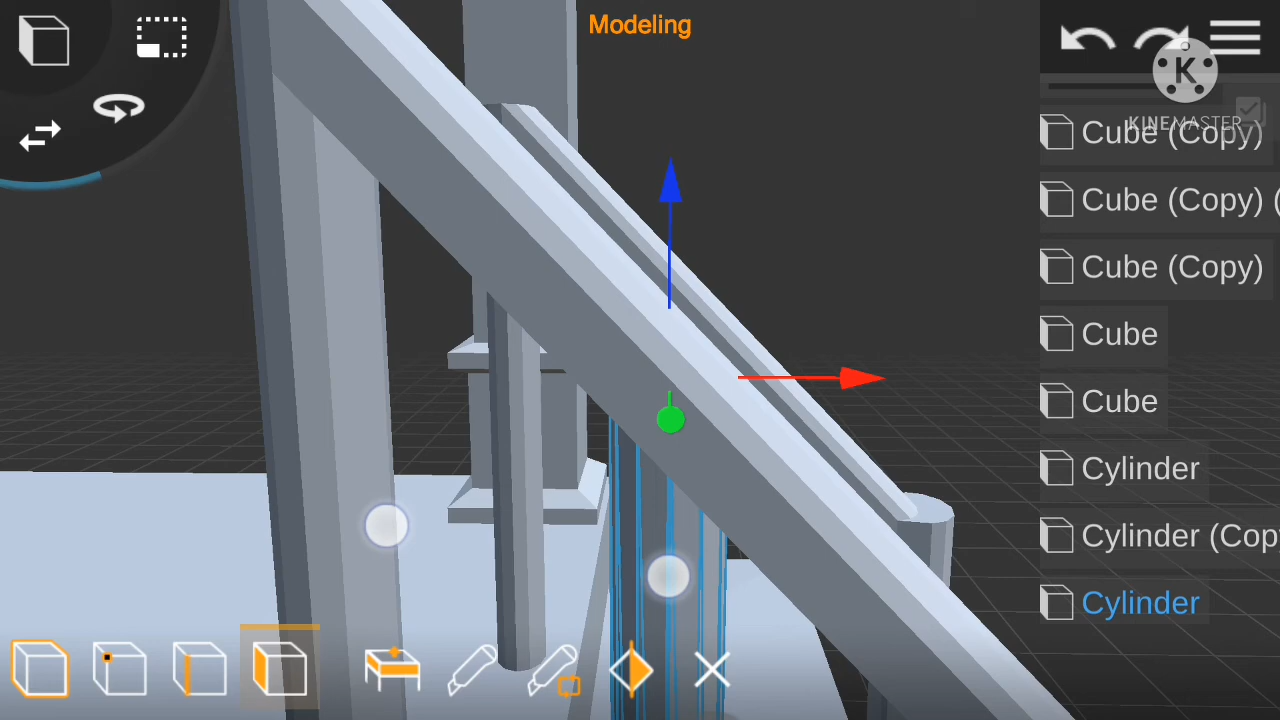 Modeling
K
KINEMASTER
Cube (Copy)
Cube (Copy) (
Cube (Copy)
Cube
Cube
Cylinder
Cylinder (Cop
Cylinder